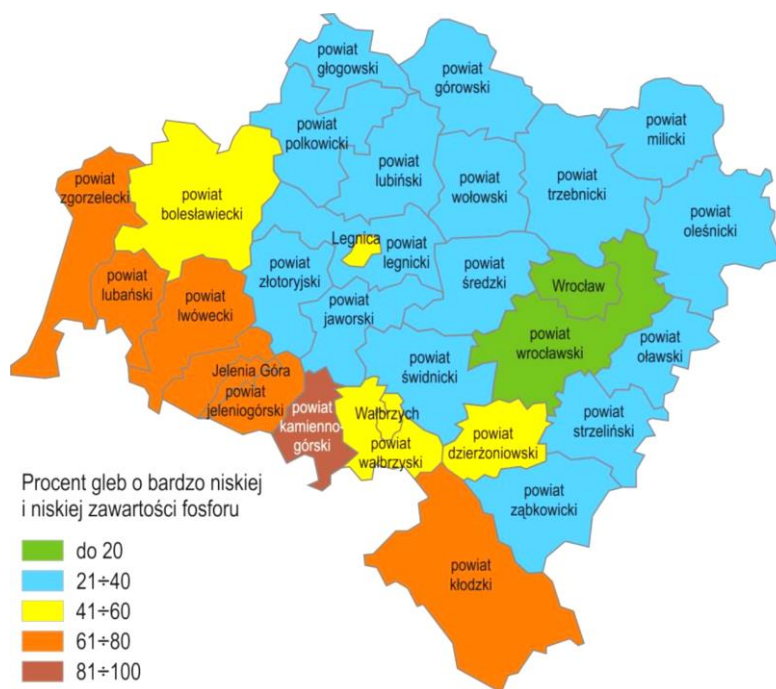 powiat
głogowski
powiat
górowski
powiat
polkowicki
powiat
lubiński
powiat
wołowski
powiat
trzebnicki
powiat
milicki
powiat
zgorzelecki
powiat
bolesławiecki
powiat
oleśnicki
Legnica
powiat
legnicki
powiat
złotoryjski
powiat
średzki
Wrocław
powiat
lubański
powiat
lwówecki
powiat
jaworski
powiat
wrocławski
powiat
oławski
Jelenia Góra
powiat
jeleniogórski
powiat
świdnicki
powiat
kamienno-
górski
Wałbrzych
powiat
wałbrzyski
powiat
dzierżoniowski
powiat
strzeliński
powiat
ząbkowicki
powiat
kłodzki
Procent gleb o bardzo niskiej
i niskiej zawartości fosforu
do 20
21÷40
41÷60
61÷80
81÷100